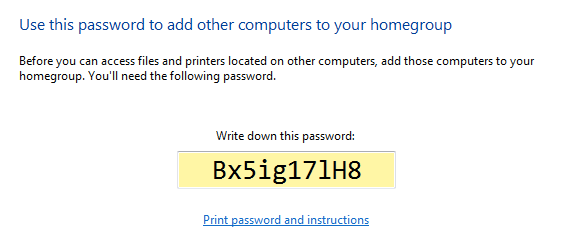 Use this password to add other computers to your homegroup
Before you can access files and printers located on other computers, add those computers to your
homegroup. You'll need the following password.
Write down this password:
Bx5ig17lH8
Print password and instructions